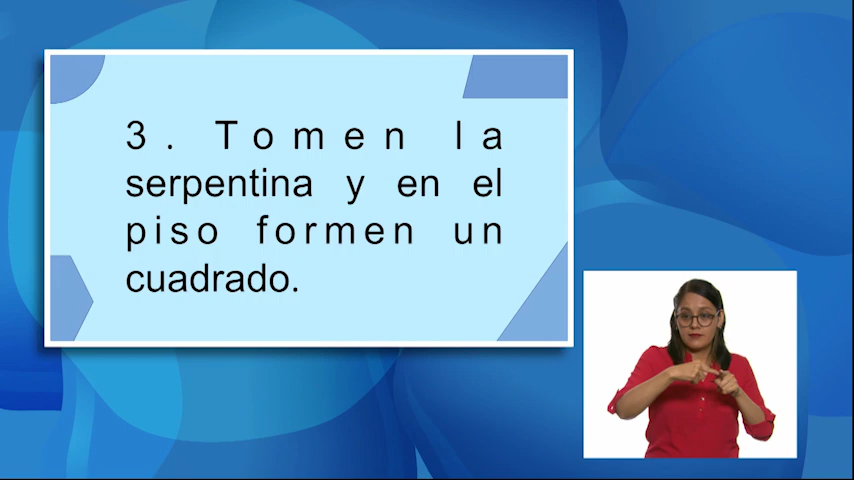 3. Tomen la
serpentina y en el
piso formen un
cuadrado.